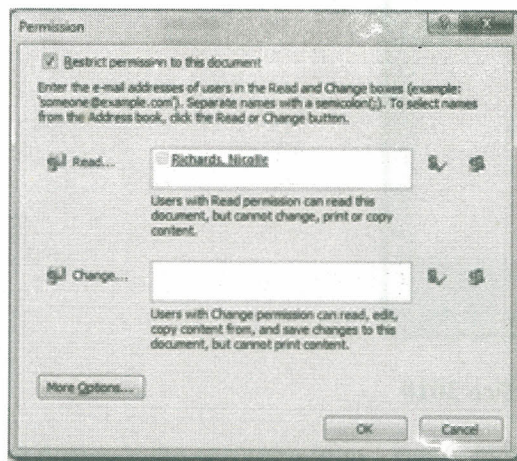 Permission
Restrict permission to this document
Enter the e-mail addresses of users in the Read and Change boxes (example:
'someone@example.com'). Separate names with a semicolon(;). To select names
from the Address book, click the Read or Change button.
Read... Richards, Nicolle
Users with Read permission can read this
document, but cannot change, print or copy
content.
Change...
Users with Change permission can read, edit,
copy content from, and save changes to this
document, but cannot print content.
More Options...
OK Cancel